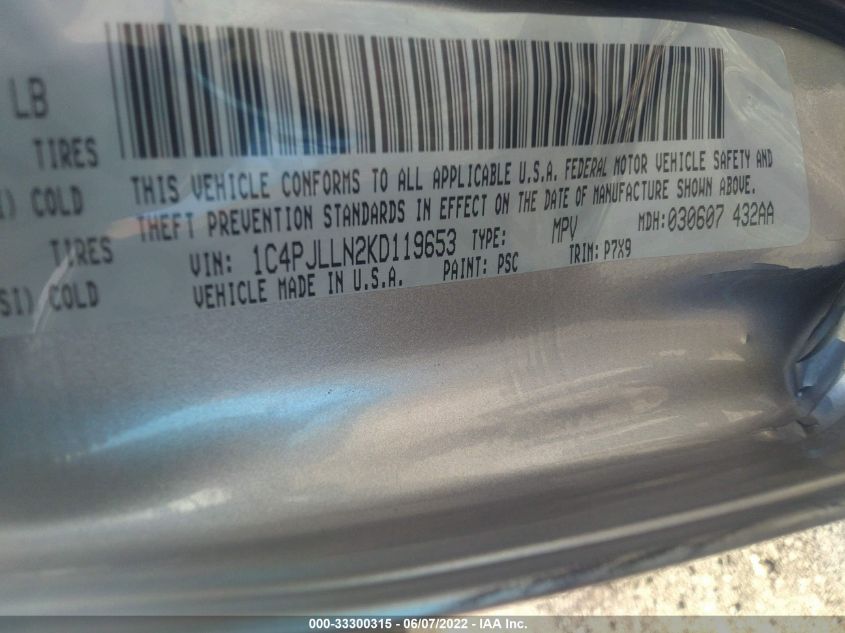 LB
TIRES
) COLD
TIRES
SI) COLD
THIS VEHICLE CONFORMS TO ALL APPLICABLE U.S.A. FEDERAL MOTOR VEHICLE SAFETY AND
THEFT PREVENTION STANDARDS IN EFFECT ON THE DATE OF MANUFACTURE SHOWN ABOVE.
VIN: 1C4PJLLN2KD119653 TYPE: MPV MDH:030607 432AA
VEHICLE MADE IN U.S.A. PAINT: PSC TRIM: P7X9
000-33300315 - 06/07/2022 - IAA Inc.